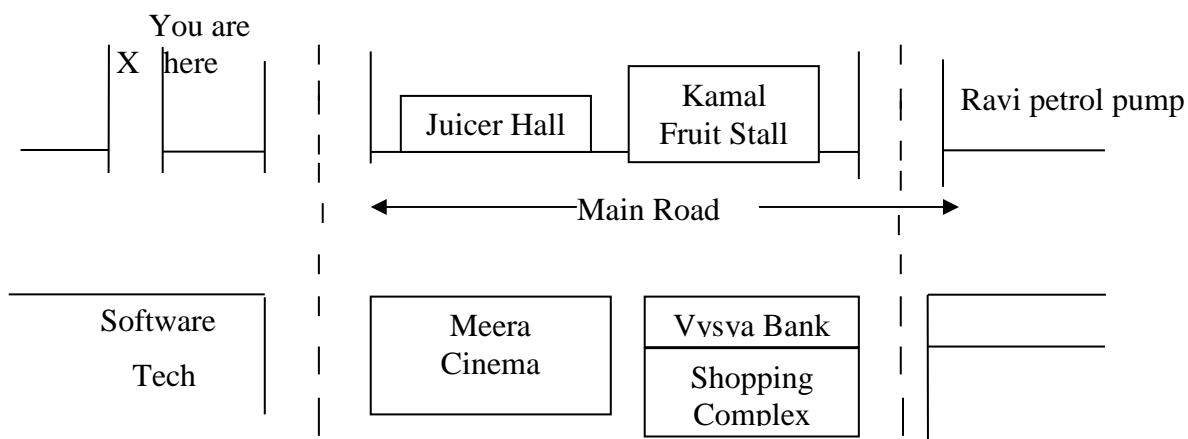 You are
X here
Juicer Hall
Kamal
Fruit Stall
Ravi petrol pump
Main Road
Software
Tech
Meera
Cinema
Vysya Bank
Shopping
Complex